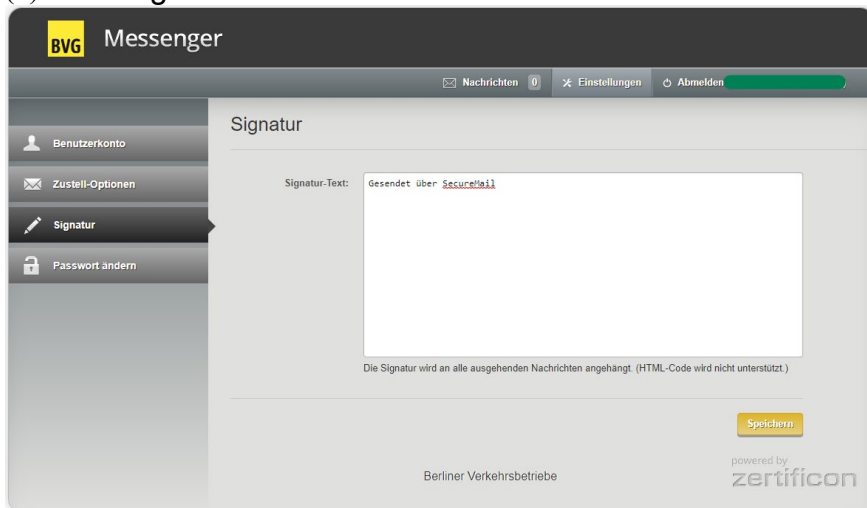 BVG Messenger
Nachrichten 0 Einstellungen Abmelden
Signatur
Benutzerkonto
Zustell-Optionen
Signatur
Passwort ändern
Signatur-Text: Gesendet über SecureMail
Die Signatur wird an alle ausgehenden Nachrichten angehängt. (HTML-Code wird nicht unterstützt.)
Speichern
Berliner Verkehrsbetriebe
powered by
zertificon